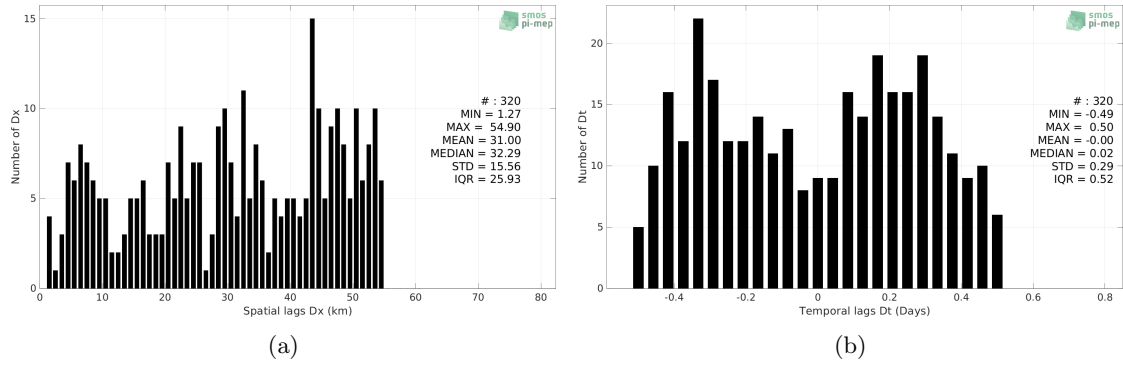 smos
pi-mep
15
10
5
0
Number of Dx
# : 320
MIN = 1.27
MAX = 54.90
MEAN = 31.00
MEDIAN = 32.29
STD = 15.56
IQR = 25.93
0 10 20 30 40 50 60 70 80
Spatial lags Dx (km)
(a)
smos
pi-mep
20
15
10
5
0
Number of Dt
# : 320
MIN = -0.49
MAX = 0.50
MEAN = -0.00
MEDIAN = 0.02
STD = 0.29
IQR = 0.52
-0.4 -0.2 0 0.2 0.4 0.6 0.8
Temporal lags Dt (Days)
(b)